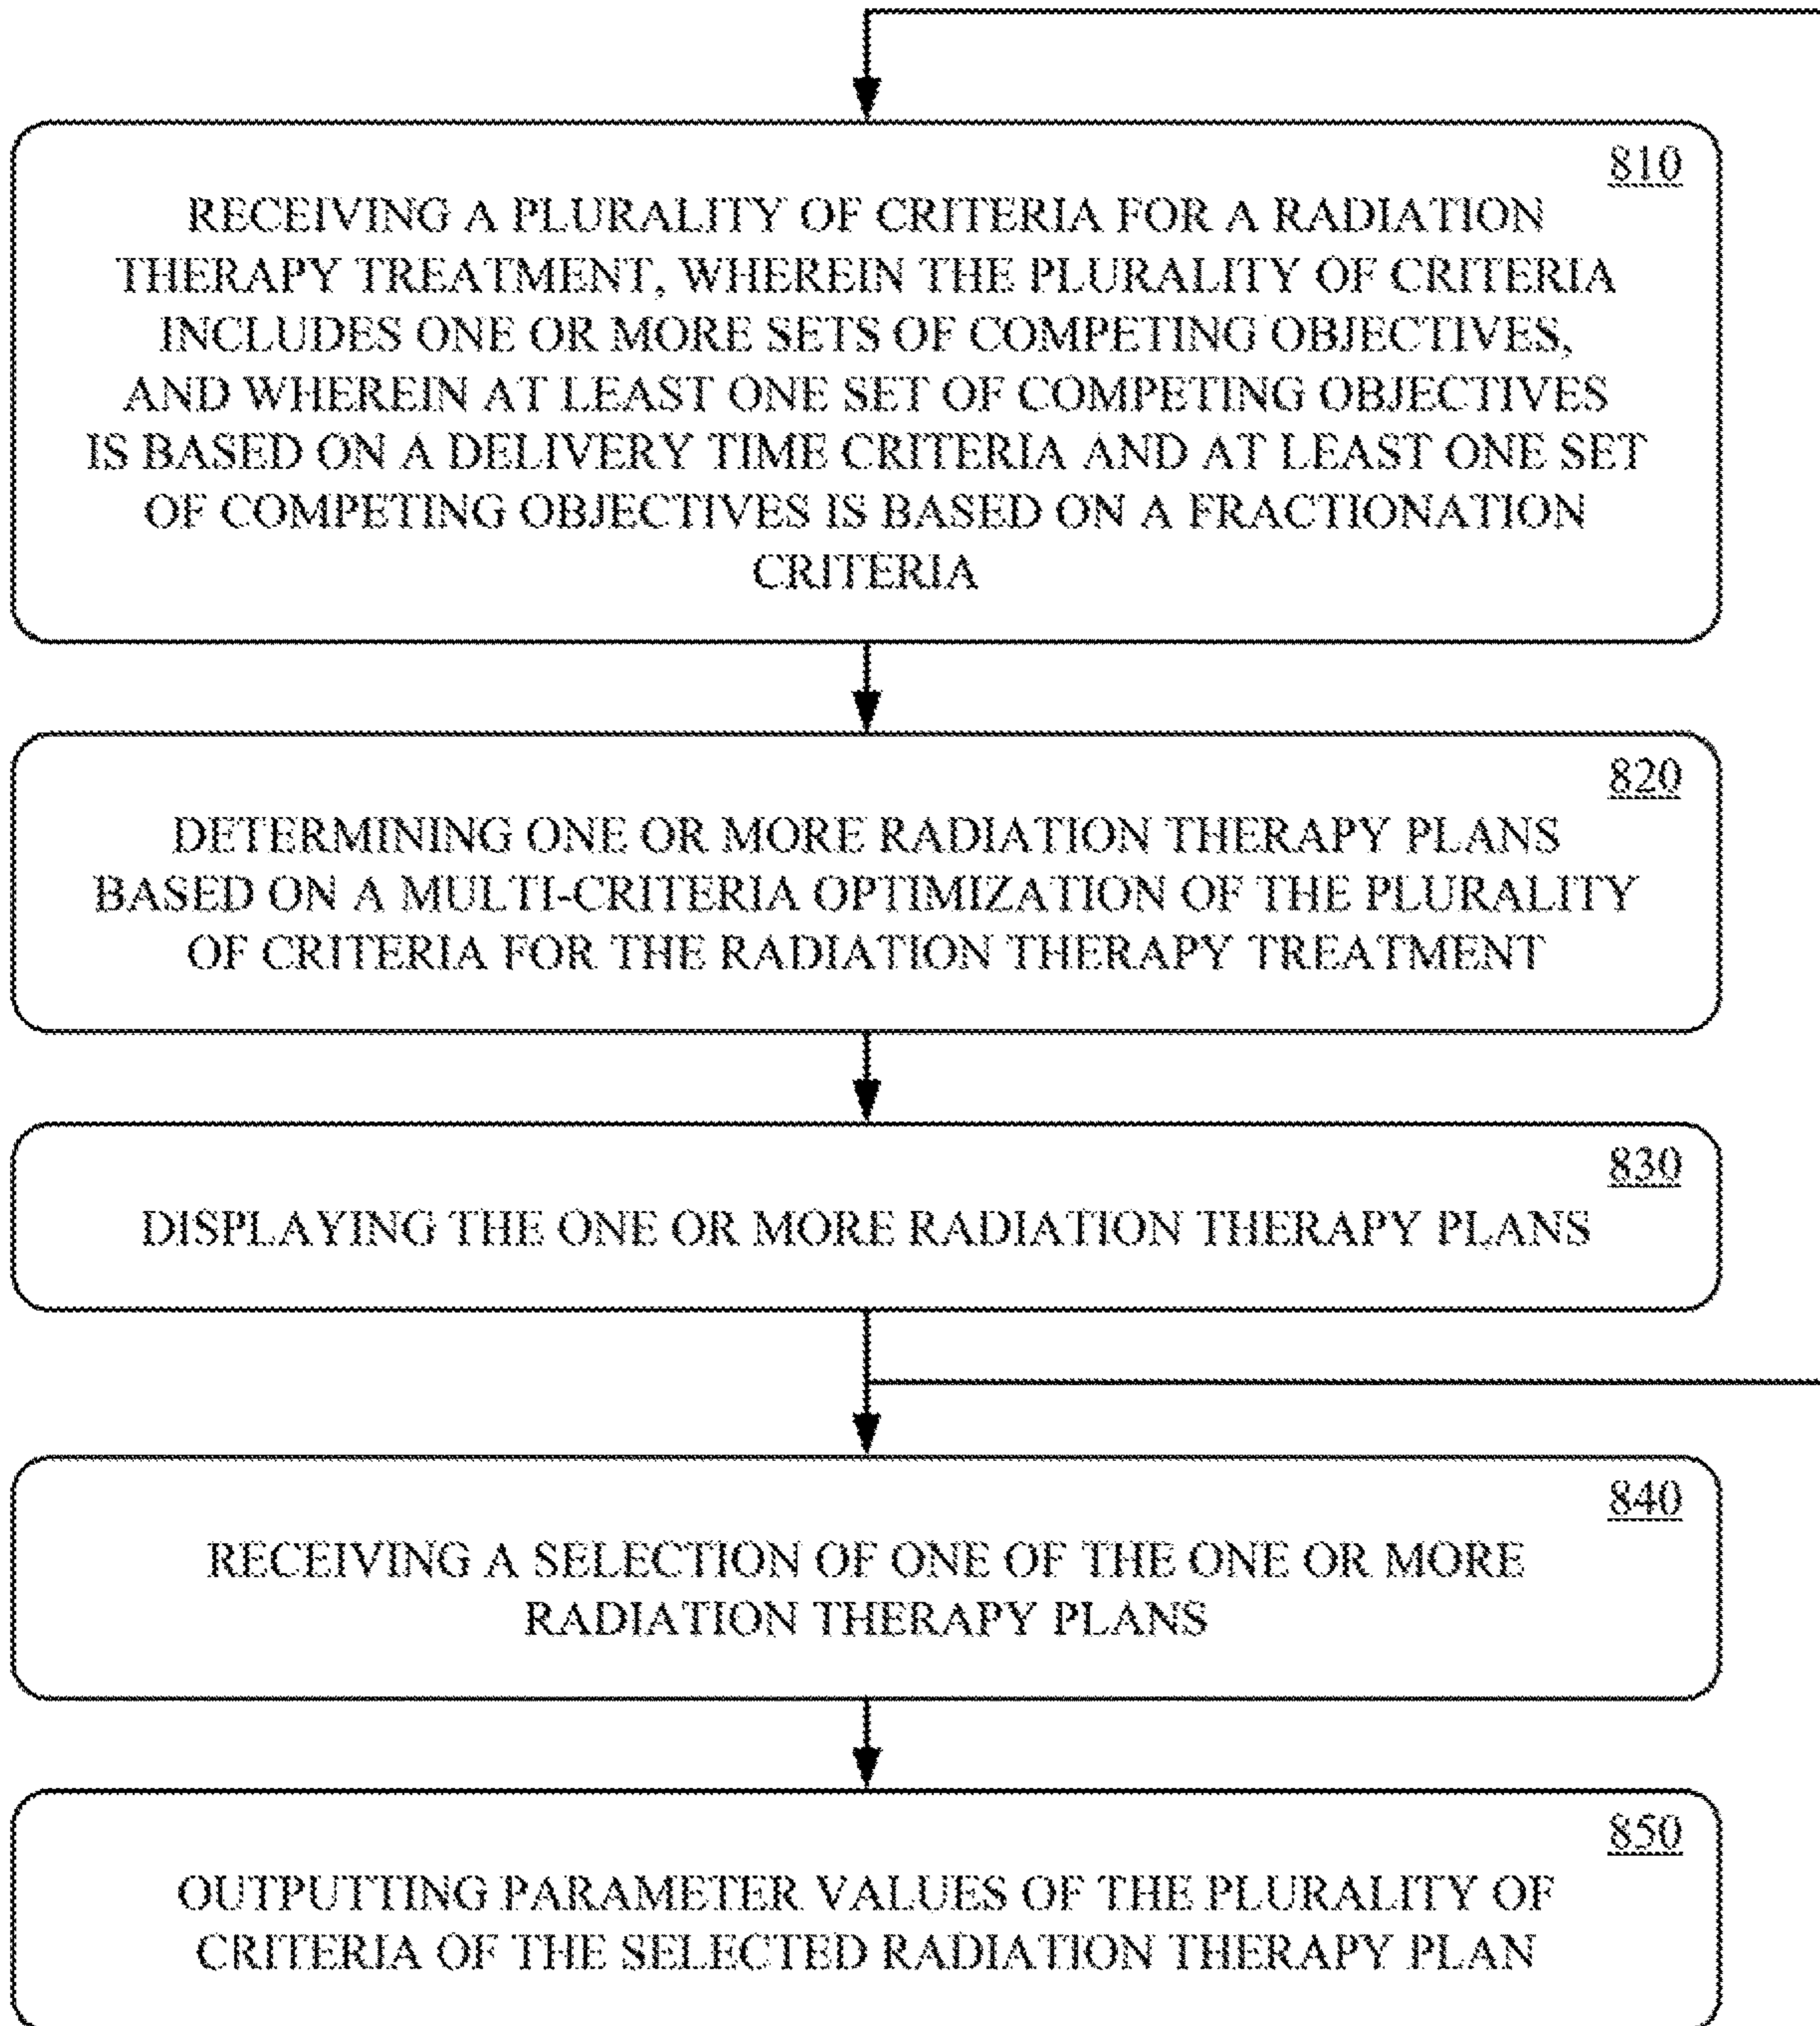 810
RECEIVING A PLURALITY OF CRITERIA FOR A RADIATION
THERAPY TREATMENT, WHEREIN THE PLURALITY OF CRITERIA
INCLUDES ONE OR MORE SETS OF COMPETING OBJECTIVES,
AND WHEREIN AT LEAST ONE SET OF COMPETING OBJECTIVES
IS BASED ON A DELIVERY TIME CRITERIA AND AT LEAST ONE SET
OF COMPETING OBJECTIVES IS BASED ON A FRACTIONATION
CRITERIA
820
DETERMINING ONE OR MORE RADIATION THERAPY PLANS
BASED ON A MULTI-CRITERIA OPTIMIZATION OF THE PLURALITY
OF CRITERIA FOR THE RADIATION THERAPY TREATMENT
830
DISPLAYING THE ONE OR MORE RADIATION THERAPY PLANS
840
RECEIVING A SELECTION OF ONE OF THE ONE OR MORE
RADIATION THERAPY PLANS
850
OUTPUTTING PARAMETER VALUES OF THE PLURALITY OF
CRITERIA OF THE SELECTED RADIATION THERAPY PLAN